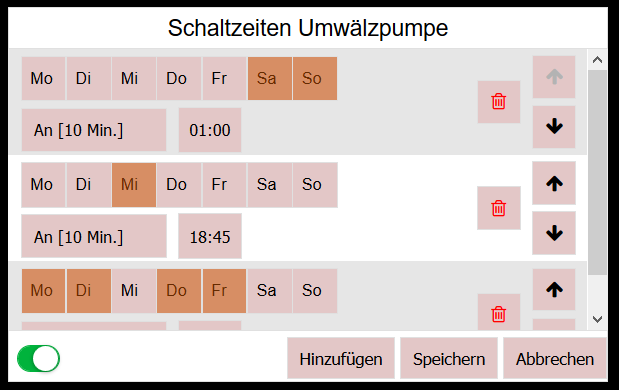 Schaltzeiten Umwälzpumpe
Mo Di Mi Do Fr Sa So
An [10 Min.] 01:00
Mo Di Mi Do Fr Sa So
An [10 Min.] 18:45
Mo Di Mi Do Fr Sa So
Hinzufügen Speichern Abbrechen